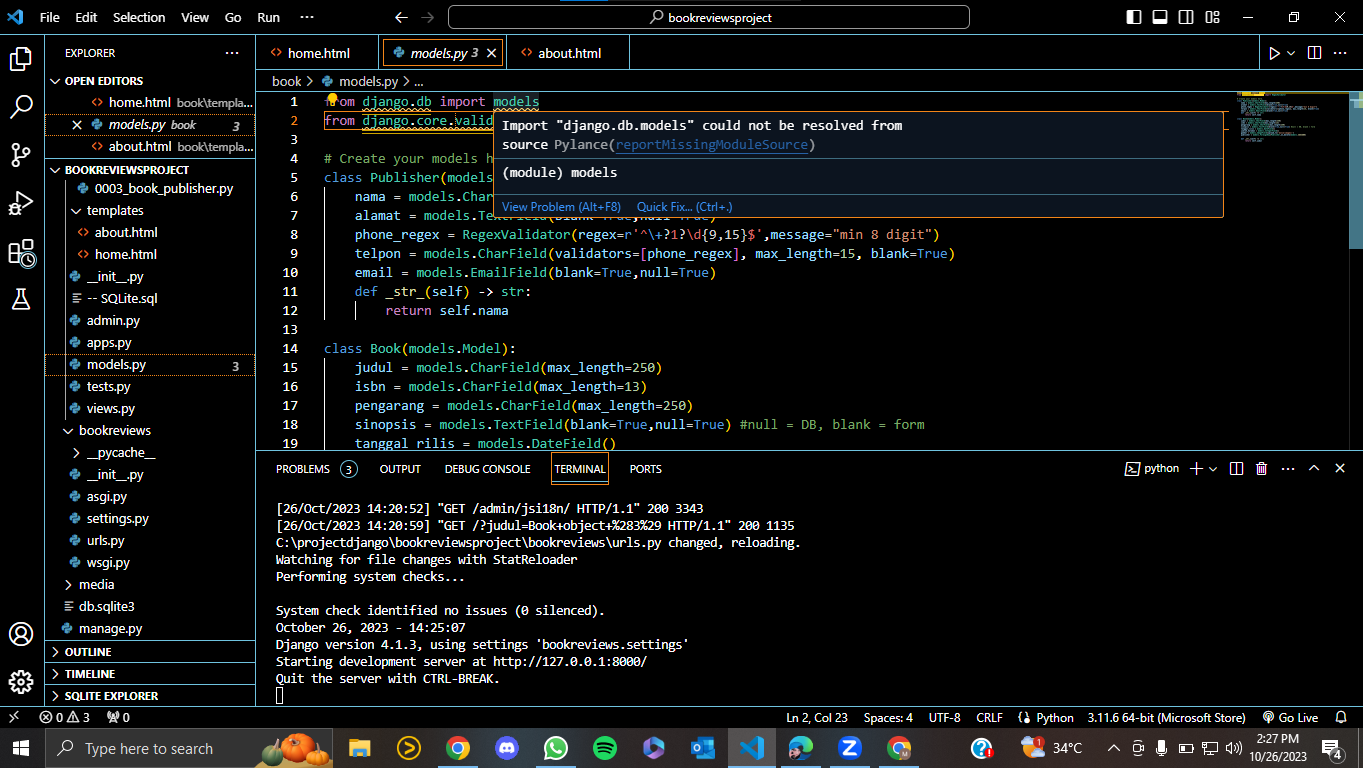 File Edit Selection View Go Run ··· bookreviewsproject
EXPLORER ···
OPEN EDITORS
home.html book\templa...
models.py book 3
about.html book\templa...
BOOKREVIEWSPROJECT
0003_book_publisher.py
templates
about.html
home.html
__init__.py
-- SQLite.sql
admin.py
apps.py
models.py 3
tests.py
views.py
bookreviews
__pycache__
__init__.py
asgi.py
settings.py
urls.py
wsgi.py
media
db.sqlite3
manage.py
OUTLINE
TIMELINE
SQLITE EXPLORER
home.html models.py 3 about.html
book > models.py > ...
1 from django.db import models
2 from django.core.valid
3
4 # Create your models h
5 class Publisher(models
6 nama = models.Char
7 alamat = models.TextField(blank=True,null=True)
8 phone_regex = RegexValidator(regex=r'^\+?1?\d{9,15}$',message="min 8 digit")
9 telpon = models.CharField(validators=[phone_regex], max_length=15, blank=True)
10 email = models.EmailField(blank=True,null=True)
11 def _str_(self) -> str:
12 return self.nama
13
14 class Book(models.Model):
15 judul = models.CharField(max_length=250)
16 isbn = models.CharField(max_length=13)
17 pengarang = models.CharField(max_length=250)
18 sinopsis = models.TextField(blank=True,null=True) #null = DB, blank = form
19 tanggal_rilis = models.DateField()
Import "django.db.models" could not be resolved from
source Pylance(reportMissingModuleSource)
(module) models
View Problem (Alt+F8) Quick Fix... (Ctrl+.)
PROBLEMS 3 OUTPUT DEBUG CONSOLE TERMINAL PORTS python
[26/Oct/2023 14:20:52] "GET /admin/jsi18n/ HTTP/1.1" 200 3343
[26/Oct/2023 14:20:59] "GET /?judul=Book+object+%283%29 HTTP/1.1" 200 1135
C:\projectdjango\bookreviewsproject\bookreviews\urls.py changed, reloading.
Watching for file changes with StatReloader
Performing system checks...
System check identified no issues (0 silenced).
October 26, 2023 - 14:25:07
Django version 4.1.3, using settings 'bookreviews.settings'
Starting development server at http://127.0.0.1:8000/
Quit the server with CTRL-BREAK.
0 3 0 Ln 2, Col 23 Spaces: 4 UTF-8 CRLF Python 3.11.6 64-bit (Microsoft Store) Go Live
Type here to search 1 34°C 2:27 PM
10/26/2023 4